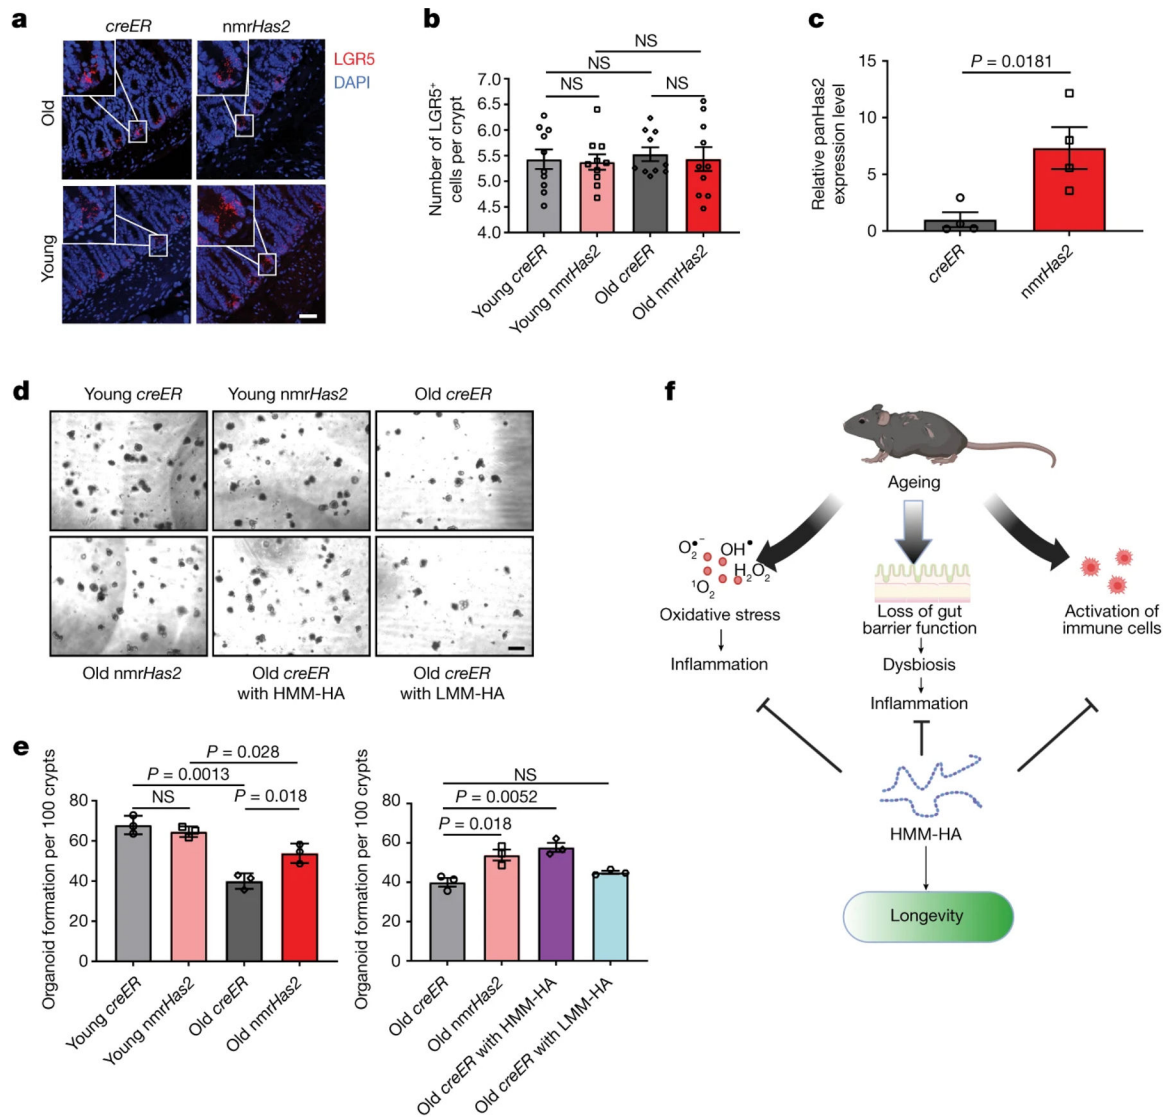 a
creER
nmrHas2
LGR5
DAPI
Old
Young
b
NS
NS
NS
NS
Number of LGR5+
cells per crypt
7.0
6.5
6.0
5.5
5.0
4.5
4.0
Young creER
Young nmrHas2
Old creER
Old nmrHas2
c
P = 0.0181
Relative panHas2
expression level
15
10
5
0
creER
nmrHas2
d
Young creER
Young nmrHas2
Old creER
Old nmrHas2
Old creER
with HMM-HA
Old creER
with LMM-HA
e
Organoid formation per 100 crypts
P = 0.028
P = 0.0013
NS
P = 0.018
80
60
40
20
0
Young creER
Young nmrHas2
Old creER
Old nmrHas2
Organoid formation per 100 crypts
NS
P = 0.0052
P = 0.018
80
60
40
20
0
Old creER
Old nmrHas2
Old creER with HMM-HA
Old creER with LMM-HA
f
Ageing
O2•−
OH•
H2O2
1O2
Oxidative stress
Inflammation
Loss of gut
barrier function
Dysbiosis
Inflammation
Activation of
immune cells
HMM-HA
Longevity